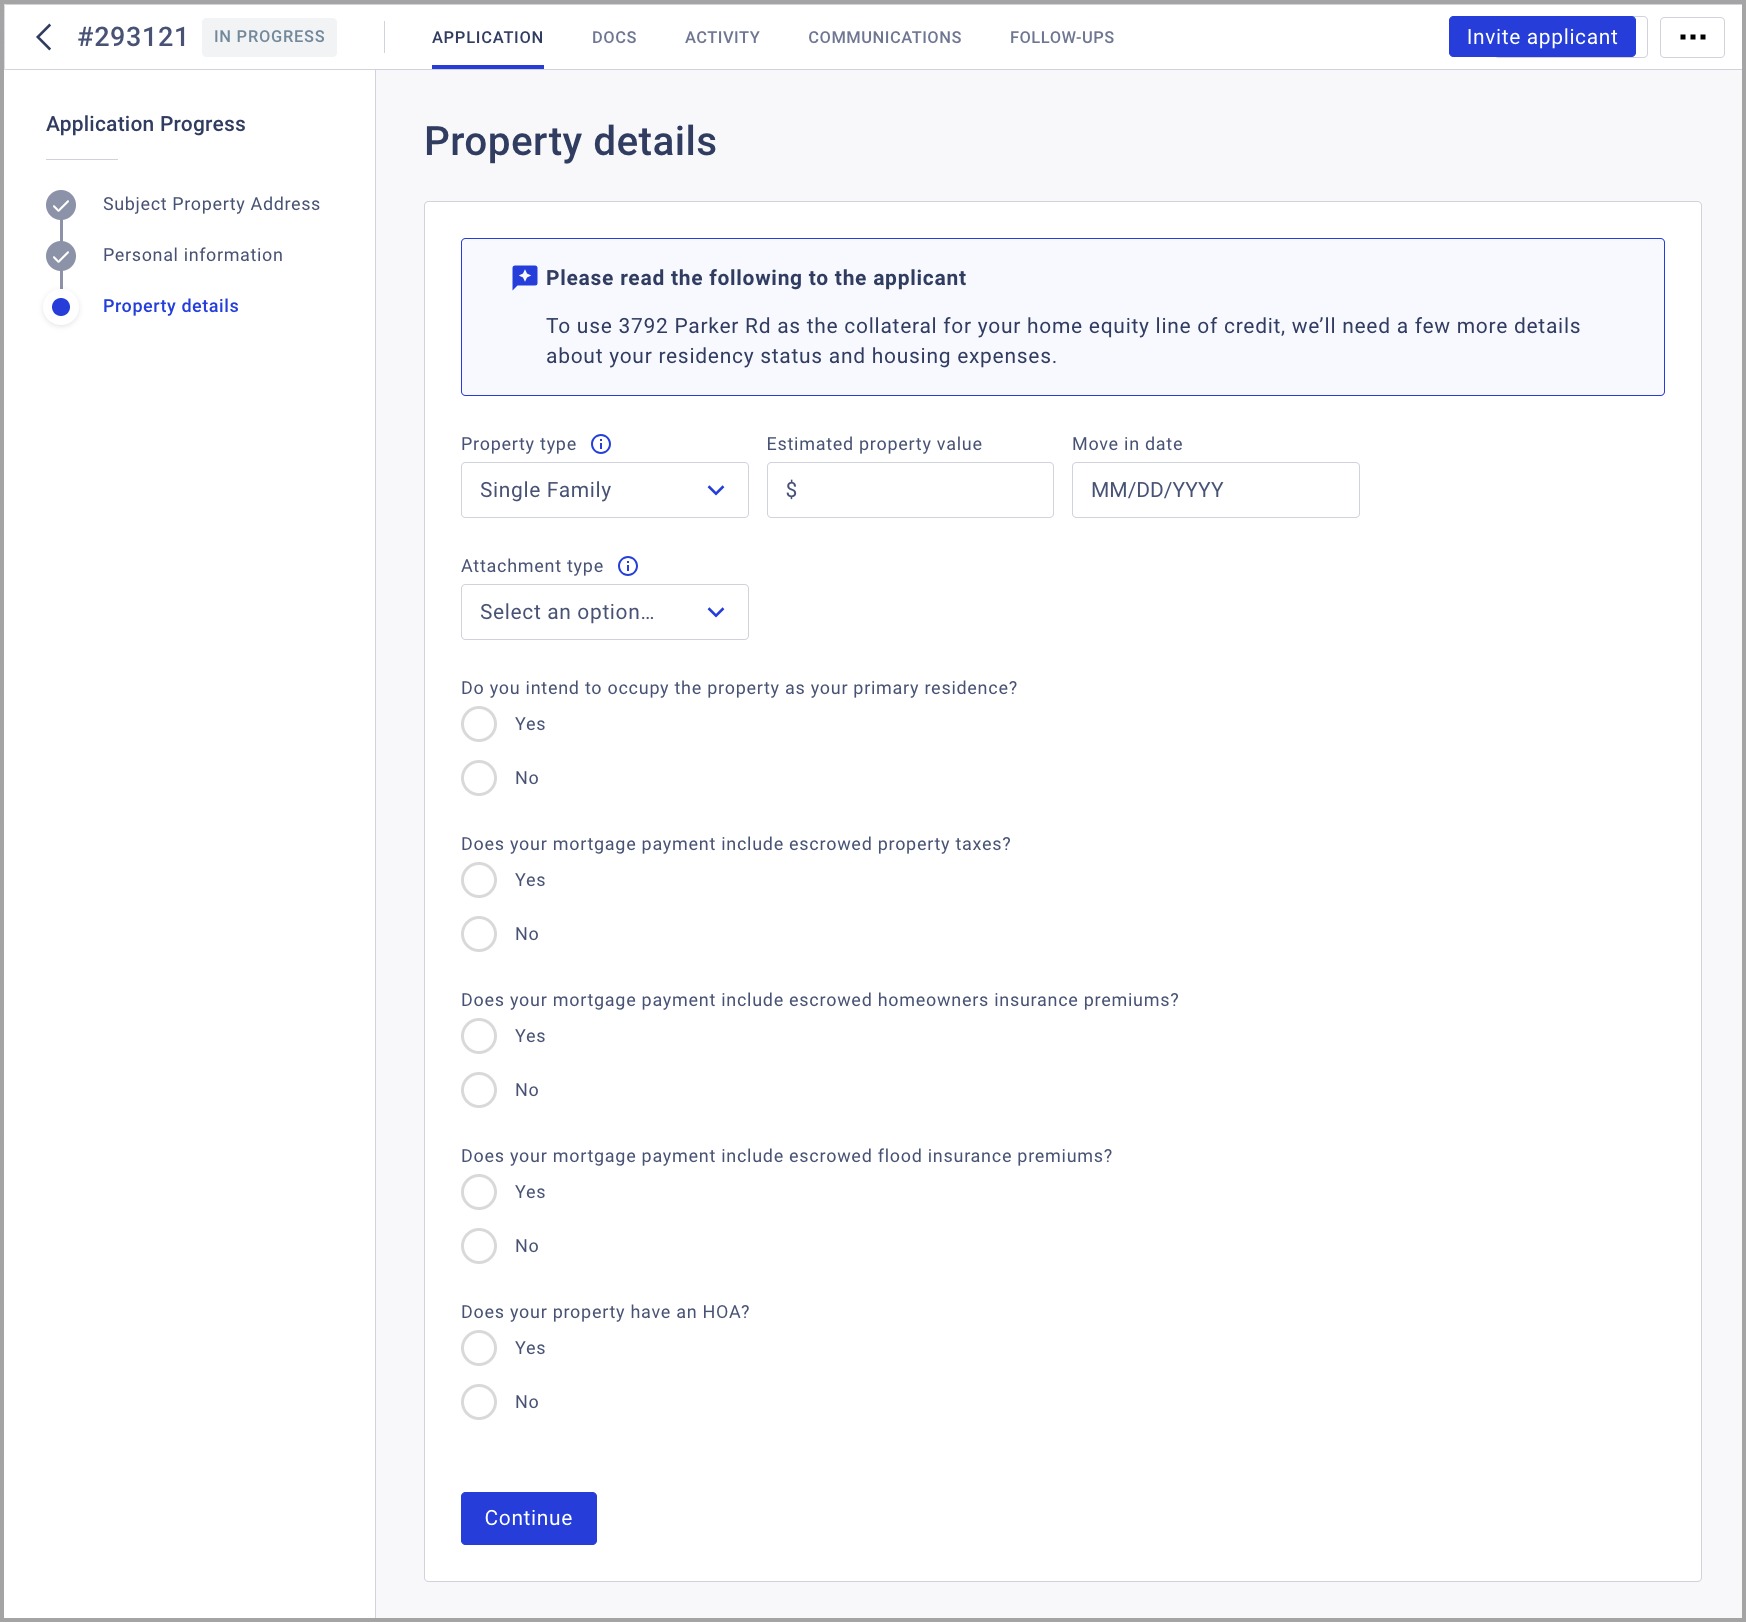 #293121 IN PROGRESS APPLICATION DOCS ACTIVITY COMMUNICATIONS FOLLOW-UPS Invite applicant
Application Progress
Subject Property Address
Personal information
Property details
Property details
Please read the following to the applicant
To use 3792 Parker Rd as the collateral for your home equity line of credit, we’ll need a few more details
about your residency status and housing expenses.
Property type Estimated property value Move in date
Single Family $ MM/DD/YYYY
Attachment type
Select an option…
Do you intend to occupy the property as your primary residence?
Yes
No
Does your mortgage payment include escrowed property taxes?
Yes
No
Does your mortgage payment include escrowed homeowners insurance premiums?
Yes
No
Does your mortgage payment include escrowed flood insurance premiums?
Yes
No
Does your property have an HOA?
Yes
No
Continue